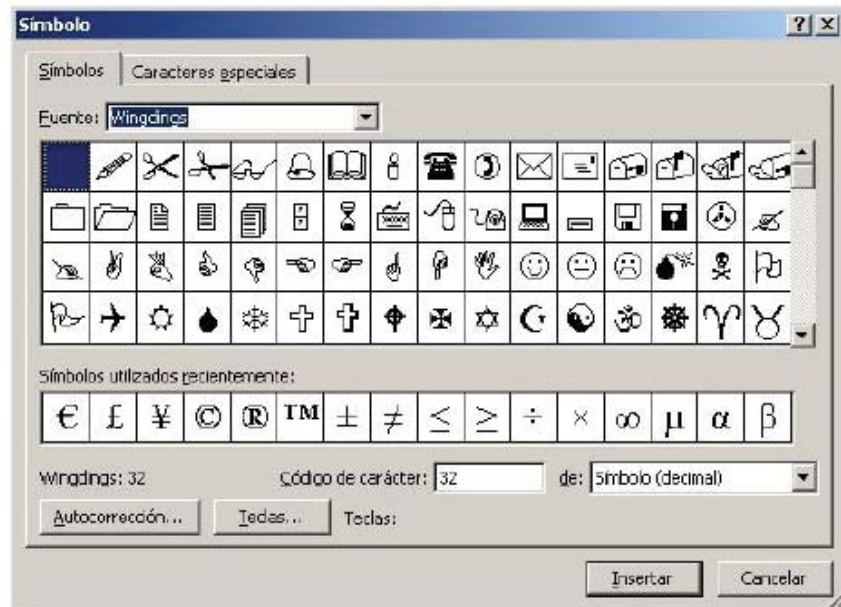 Símbolo
Símbolos Caracteres especiales
Fuente: Wingdings
Símbolos utilizados recientemente:
€ £ ¥ © ® ™ ± ≠ ≤ ≥ ÷ × ∞ µ α β
Wingdings: 32 Código de carácter: 32 de: Símbolo (decimal)
Autocorrección... Teclas... Teclas:
Insertar Cancelar